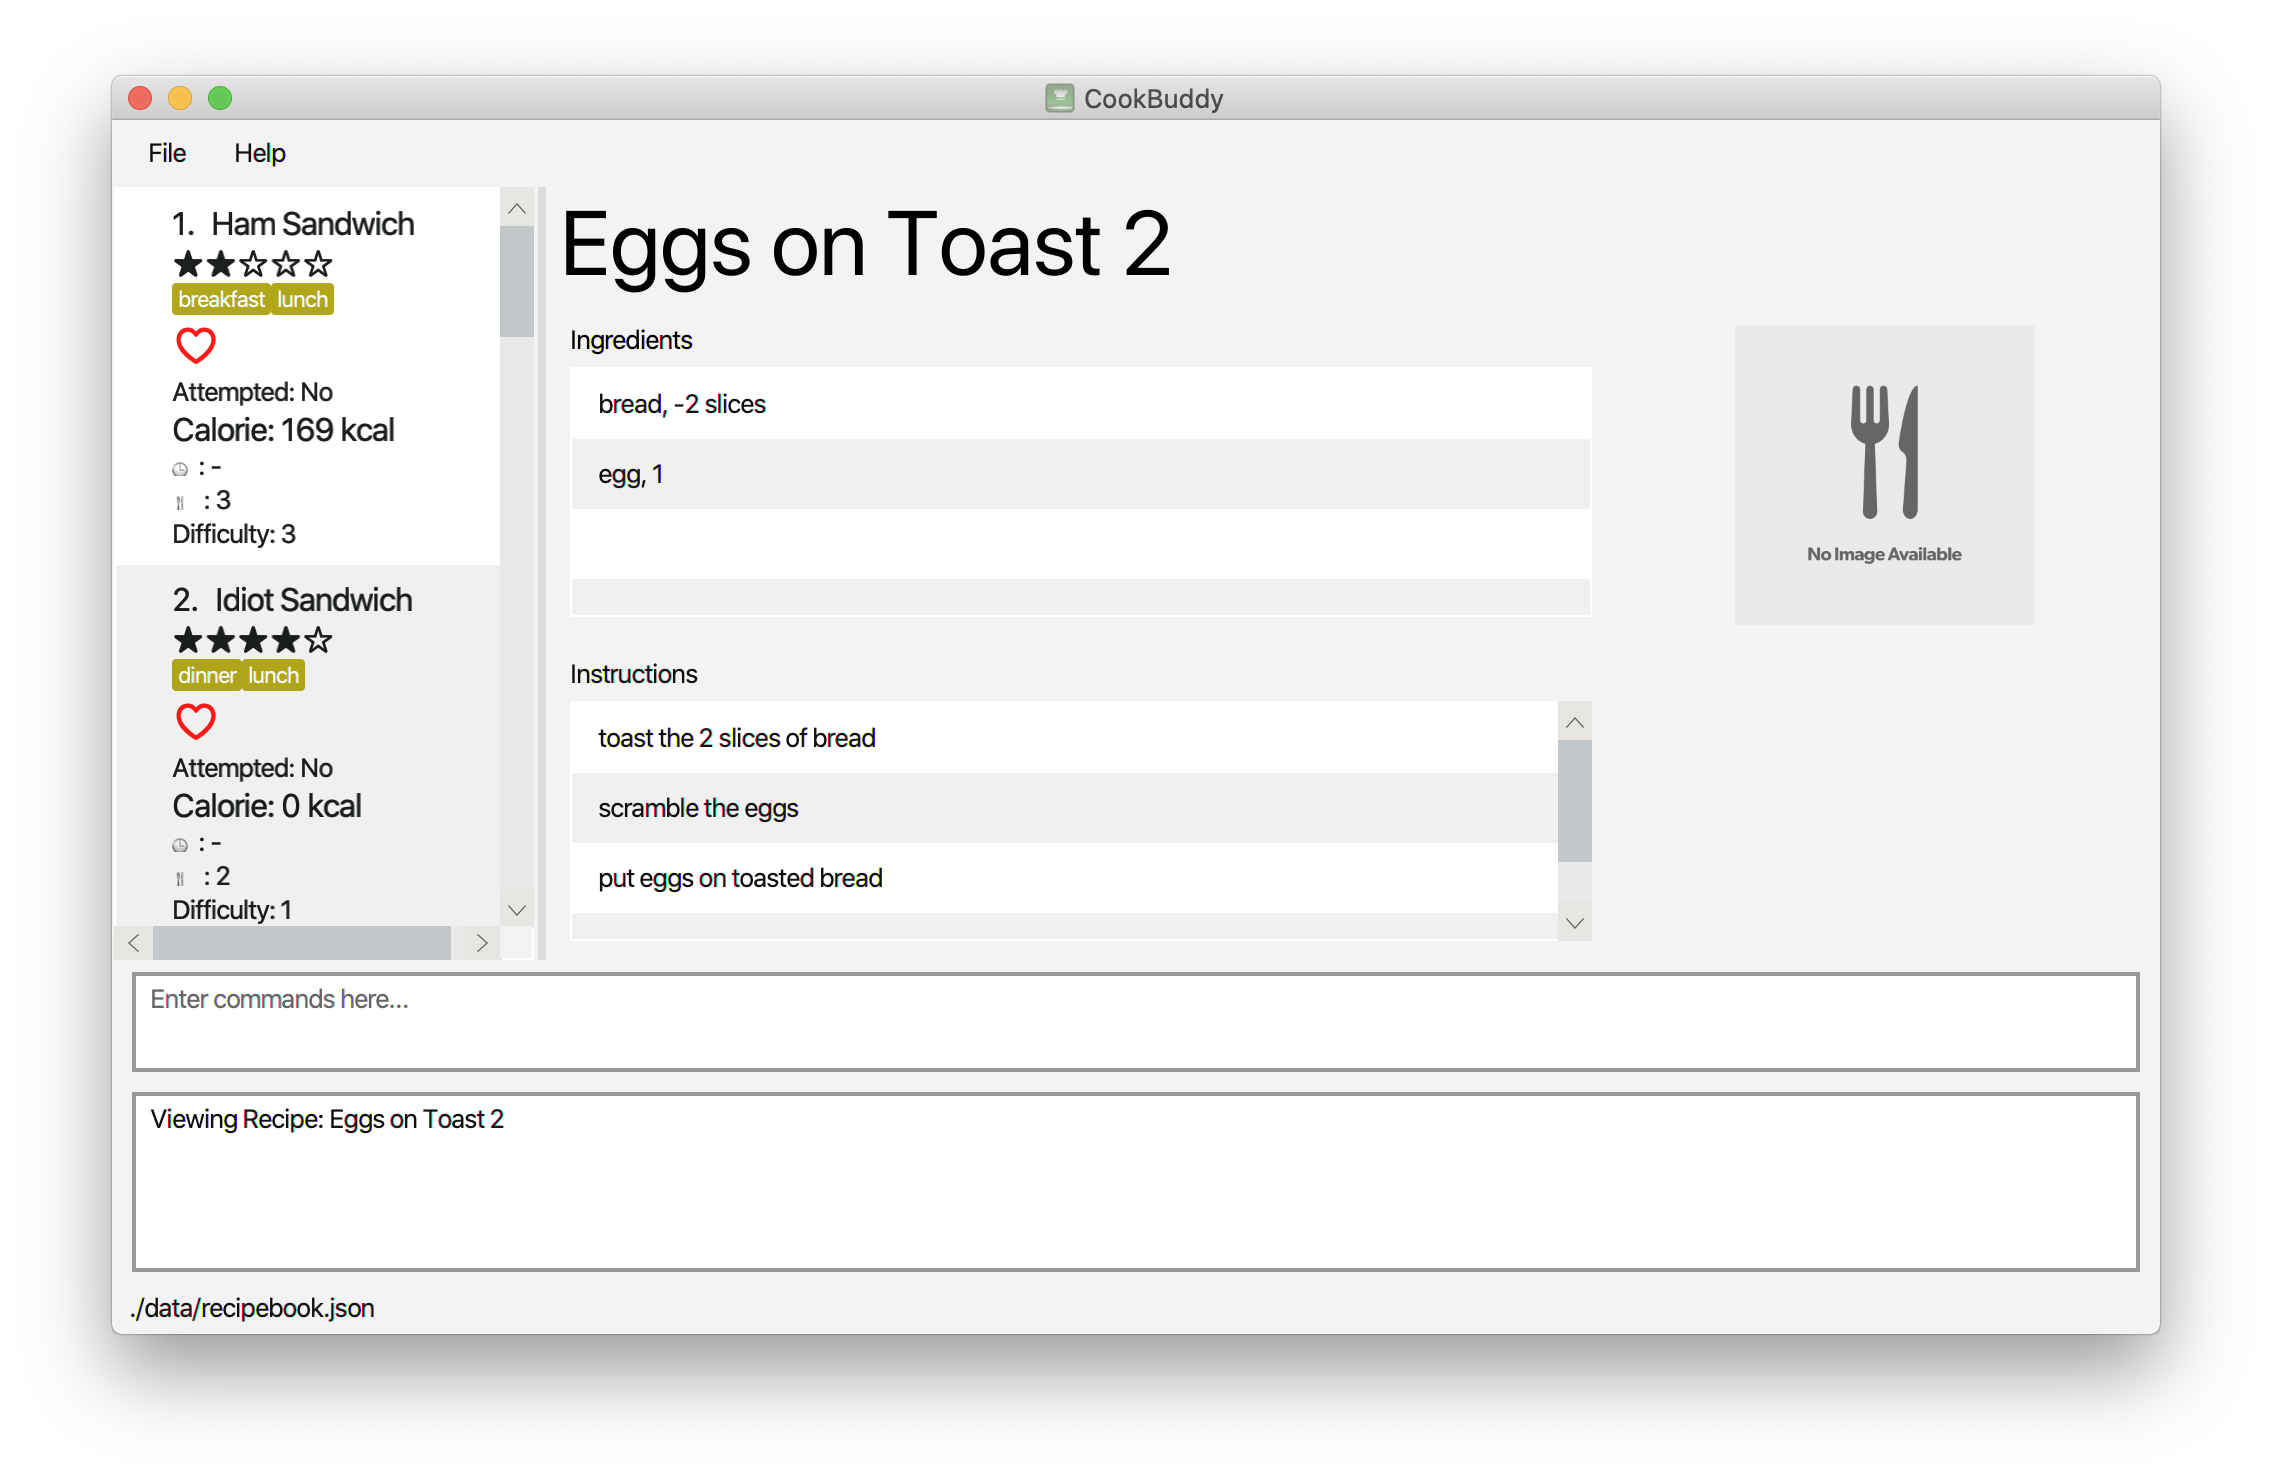 CookBuddy
File Help
1. Ham Sandwich
breakfast lunch
Attempted: No
Calorie: 169 kcal
: -
: 3
Difficulty: 3
2. Idiot Sandwich
dinner lunch
Attempted: No
Calorie: 0 kcal
: -
: 2
Difficulty: 1
Eggs on Toast 2
Ingredients
bread, -2 slices
egg, 1
No Image Available
Instructions
toast the 2 slices of bread
scramble the eggs
put eggs on toasted bread
Enter commands here...
Viewing Recipe: Eggs on Toast 2
./data/recipebook.json